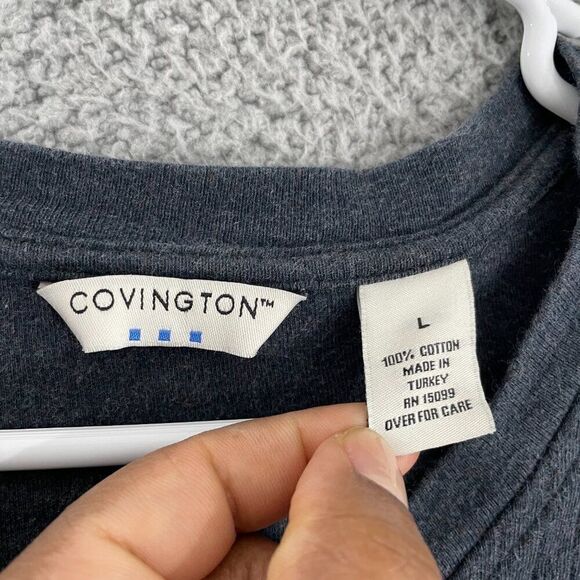 COVINGTON™
L
100% COTTON
MADE IN
TURKEY
RN 15099
OVER FOR CARE